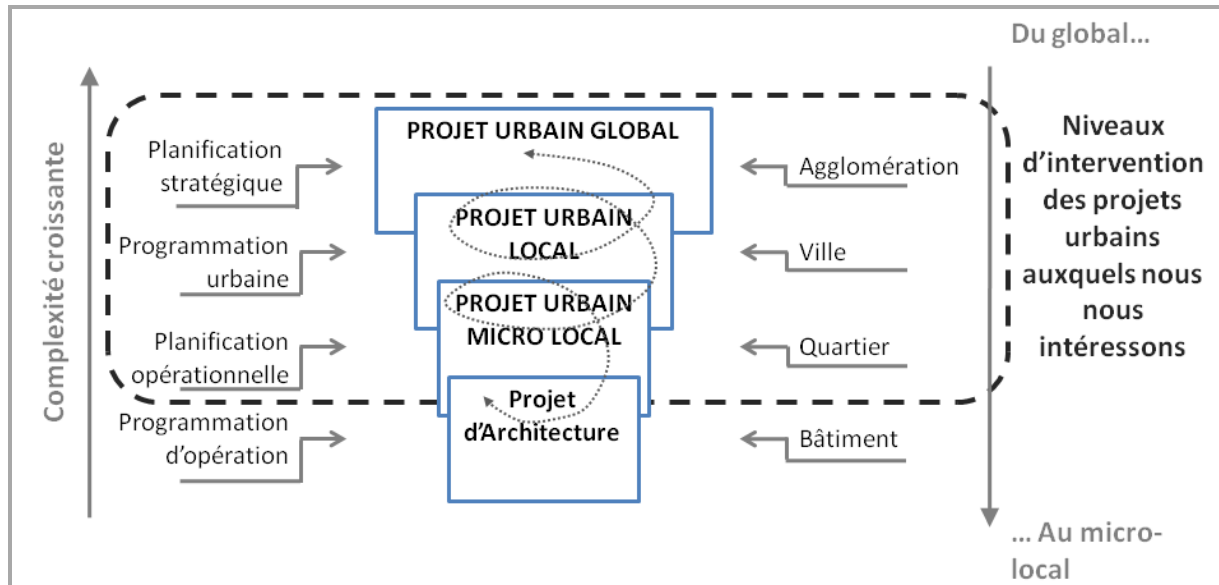 Du global…
Complexité croissante
Planification
stratégique
PROJET URBAIN GLOBAL
Agglomération
Programmation
urbaine
PROJET URBAIN
LOCAL
Ville
Planification
opérationnelle
PROJET URBAIN
MICRO LOCAL
Quartier
Programmation
d'opération
Projet
d'Architecture
Bâtiment
Niveaux
d'intervention
des projets
urbains
auxquels nous
nous
intéressons
… Au micro-
local